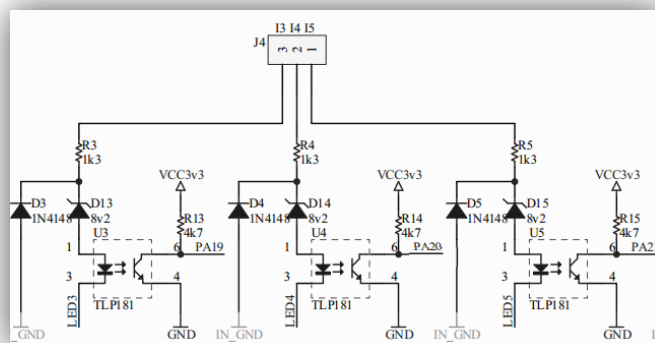 I3 I4 I5
J4
3 2 1
R3
1k3
R4
1k3
R5
1k3
VCC3v3
VCC3v3
VCC3v3
D3
1N4148
D13
8v2
R13
4k7
D4
1N4148
D14
8v2
R14
4k7
D5
1N4148
D15
8v2
R15
4k7
U3
U4
U5
1
6
PA19
1
6
PA20
1
6
3
4
3
4
3
4
LED3
TLP181
LED4
TLP181
LED5
TLP181
GND
IN_GND
GND
IN_GND
GND